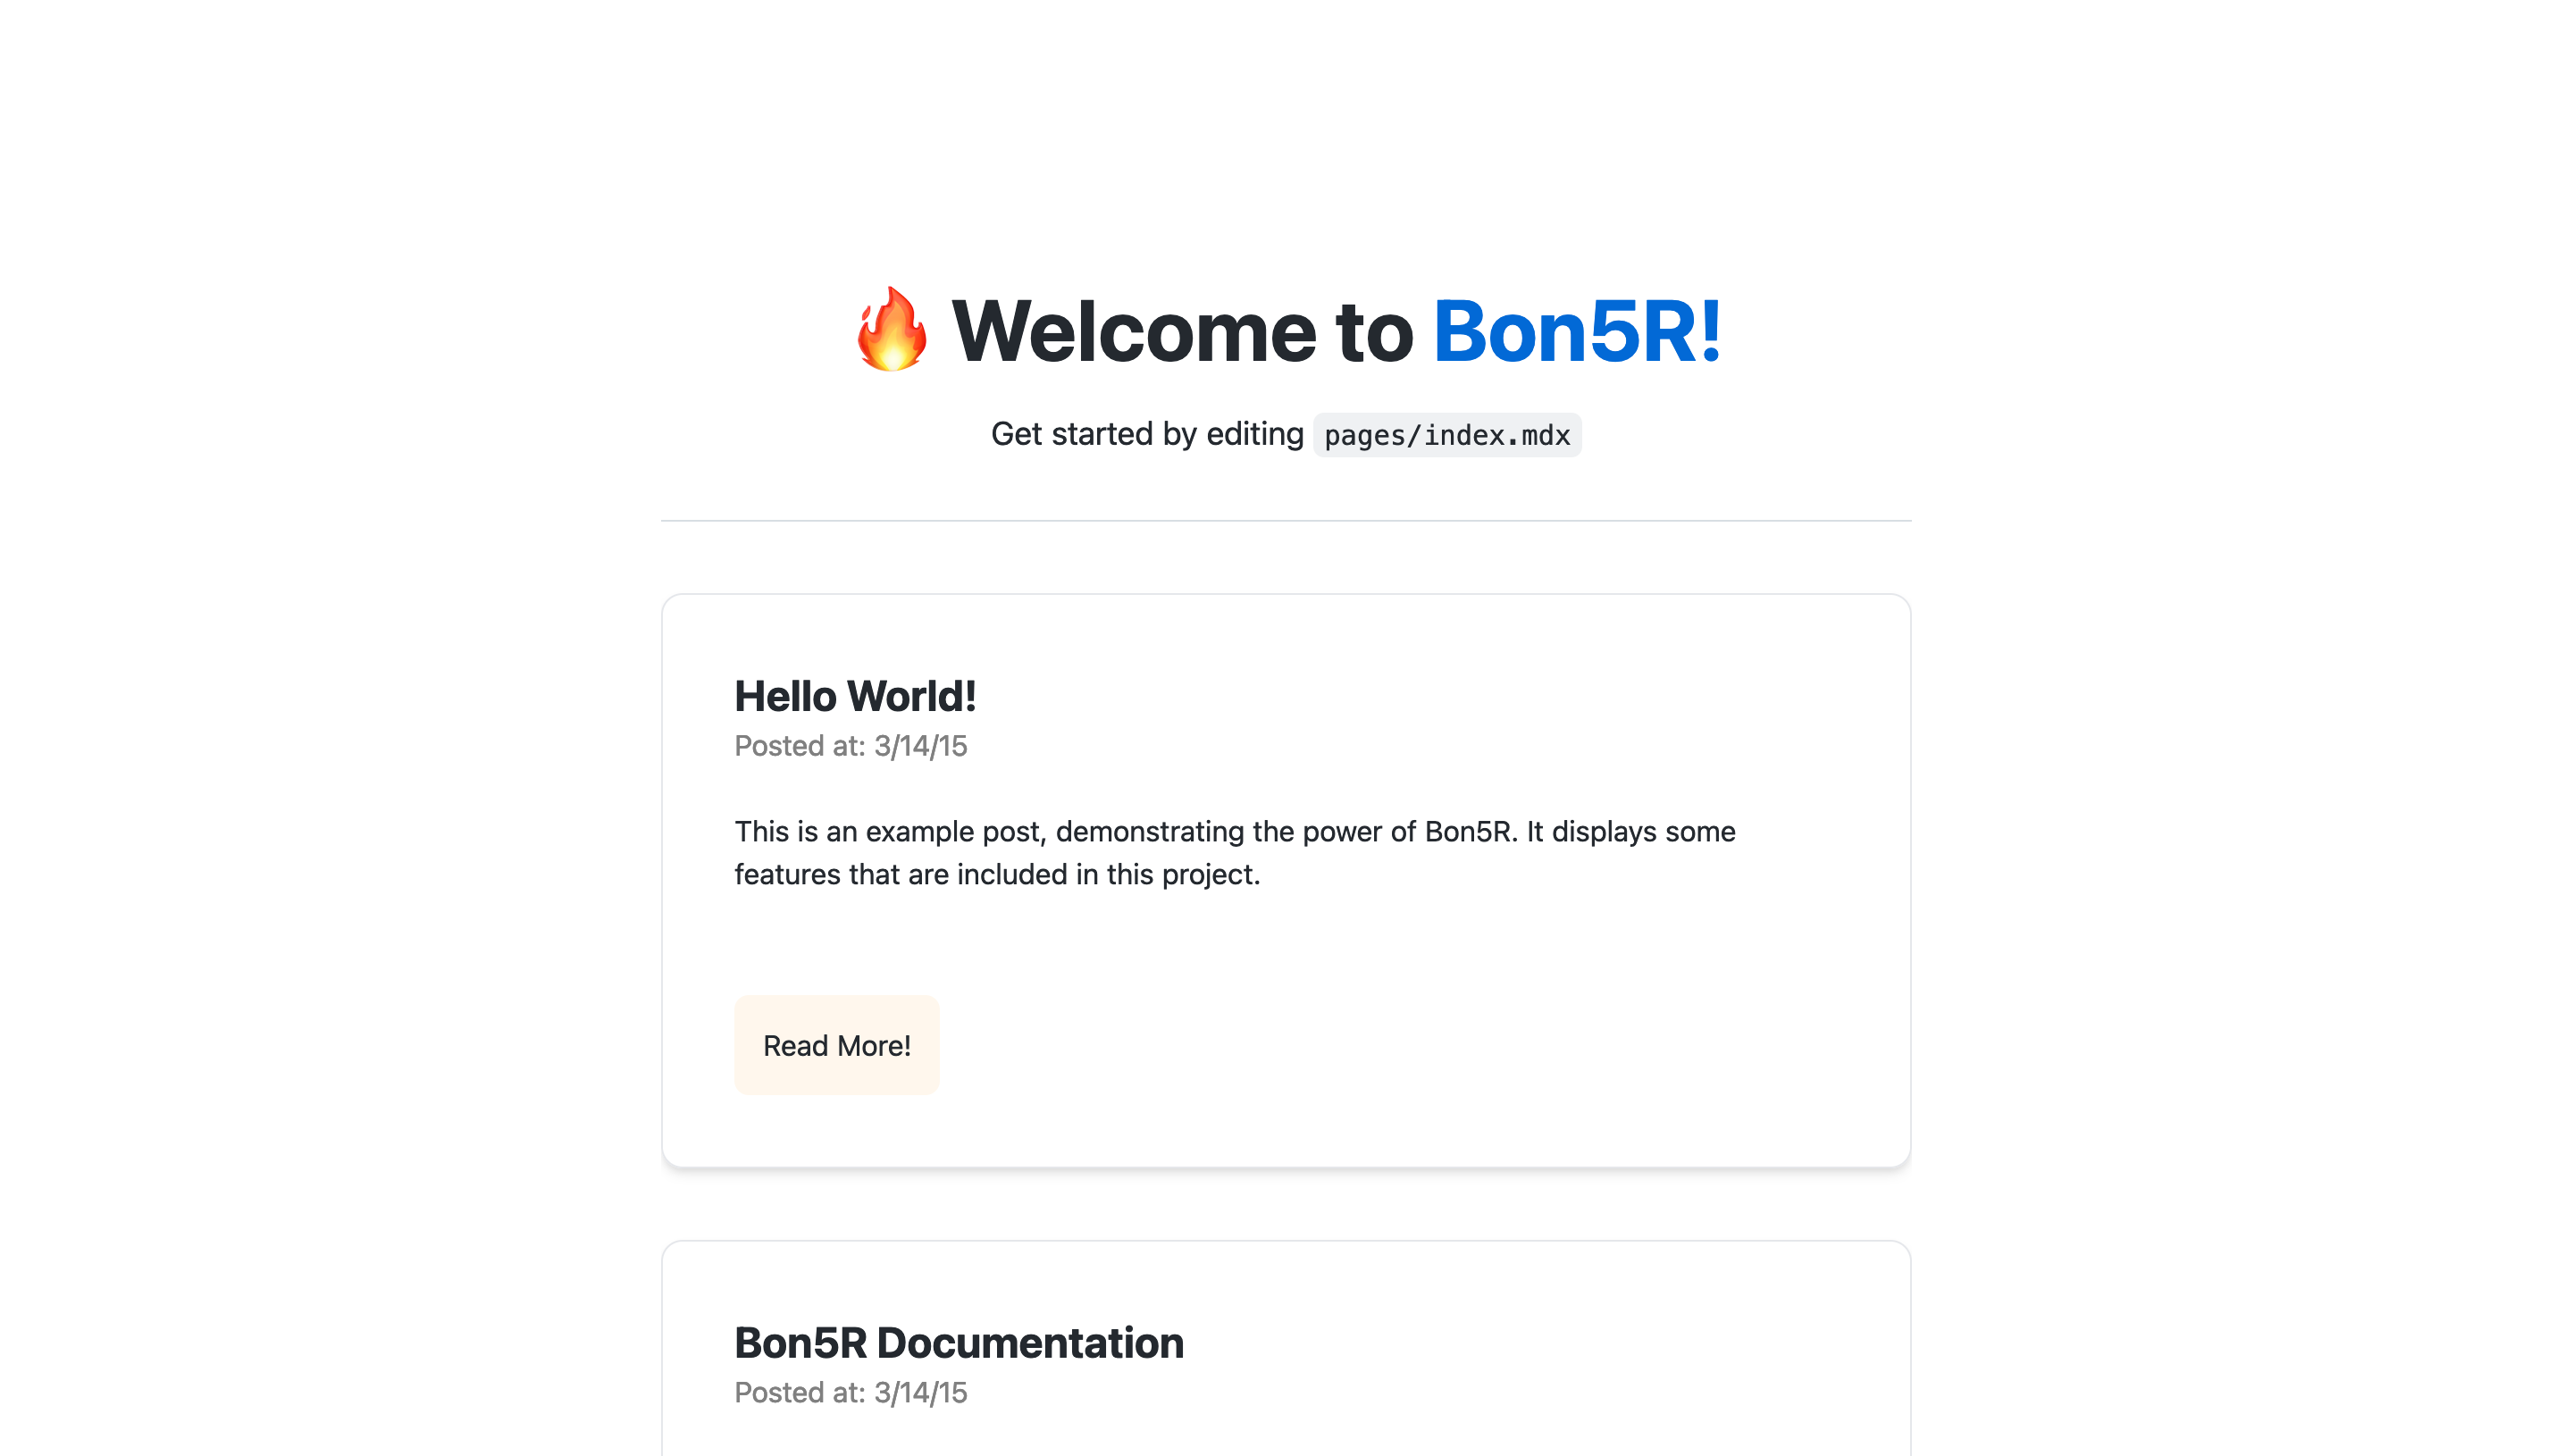 🔥 Welcome to Bon5R!
Get started by editing pages/index.mdx
Hello World!
Posted at: 3/14/15
This is an example post, demonstrating the power of Bon5R. It displays some
features that are included in this project.
Read More!
Bon5R Documentation
Posted at: 3/14/15